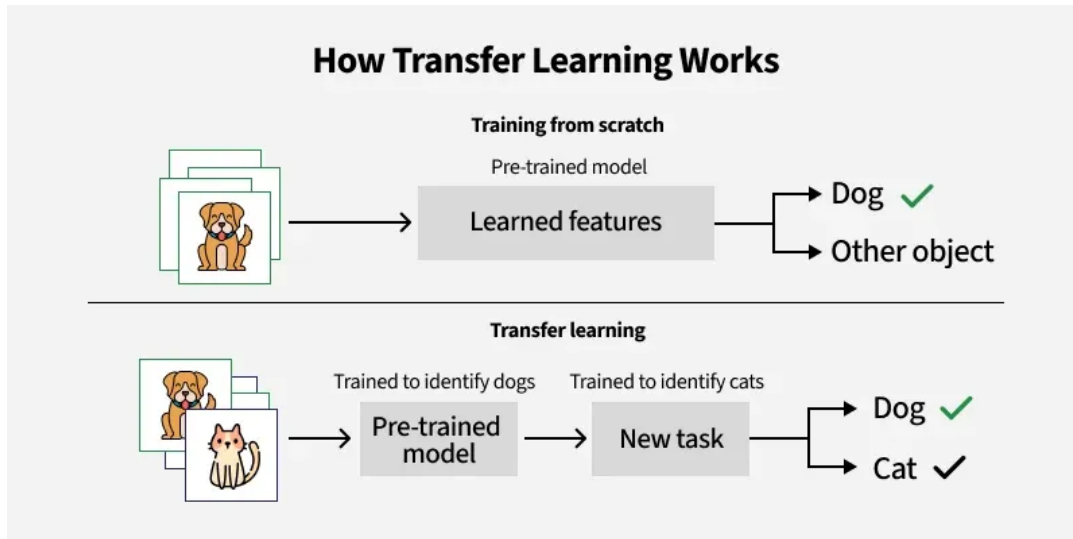 How Transfer Learning Works
Training from scratch
Pre-trained model
Learned features
Dog
Other object
Transfer learning
Trained to identify dogs
Pre-trained
model
Trained to identify cats
New task
Dog
Cat